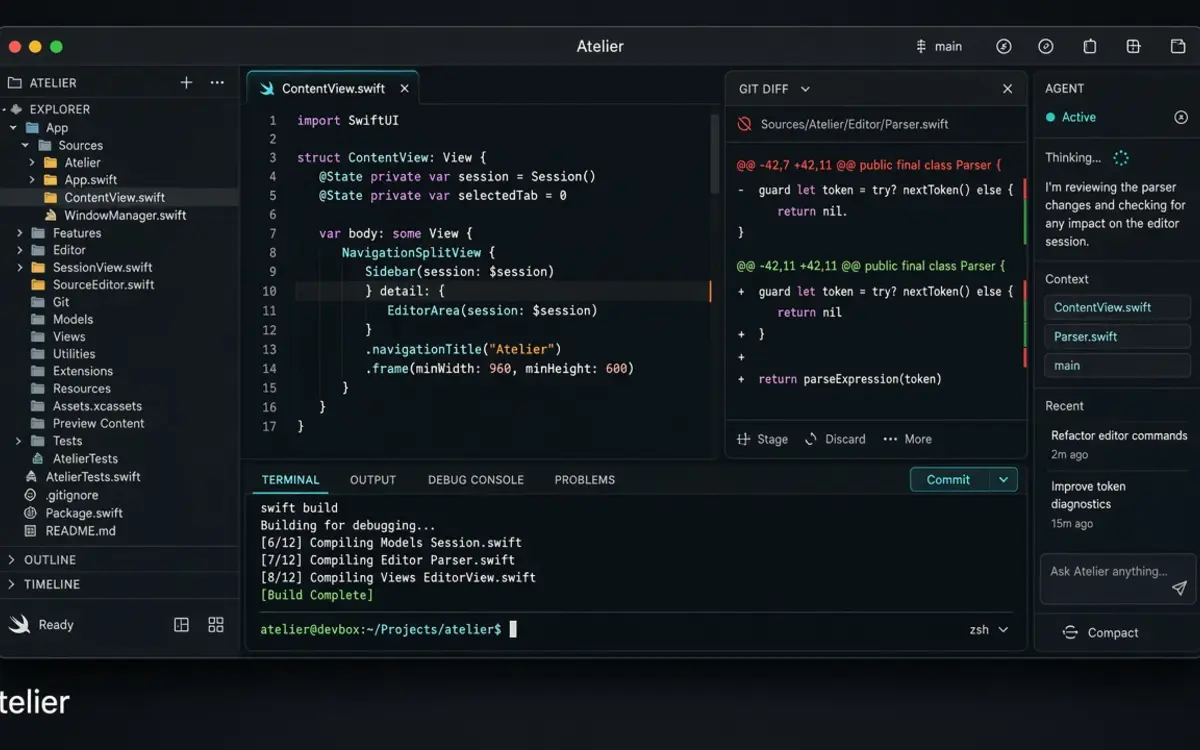 Atelier
main
ATELIER
EXPLORER
App
Sources
Atelier
App.swift
ContentView.swift
WindowManager.swift
Features
Editor
SessionView.swift
SourceEditor.swift
Git
Models
Views
Utilities
Extensions
Resources
Assets.xcassets
Preview Content
Tests
AtelierTests
AtelierTests.swift
.gitignore
Package.swift
README.md
OUTLINE
TIMELINE
Ready
ContentView.swift
1 import SwiftUI
2
3 struct ContentView: View {
4 @State private var session = Session()
5 @State private var selectedTab = 0
6
7 var body: some View {
8 NavigationSplitView {
9 Sidebar(session: $session)
10 } detail: {
11 EditorArea(session: $session)
12 }
13 .navigationTitle("Atelier")
14 .frame(minWidth: 960, minHeight: 600)
15 }
16 }
17 }
GIT DIFF
Sources/Atelier/Editor/Parser.swift
@@ -42,7 +42,11 @@ public final class Parser {
- guard let token = try? nextToken() else {
return nil.
}
@@ -42,11 +42,11 @@ public final class Parser {
+ guard let token = try? nextToken() else {
return nil
+ }
+
+ return parseExpression(token)
Stage Discard ••• More
TERMINAL OUTPUT DEBUG CONSOLE PROBLEMS
Commit
swift build
Building for debugging...
[6/12] Compiling Models Session.swift
[7/12] Compiling Editor Parser.swift
[8/12] Compiling Views EditorView.swift
[Build Complete]
atelier@devbox:~/Projects/atelier$
zsh
AGENT
Active
Thinking...
I'm reviewing the parser
changes and checking for
any impact on the editor
session.
Context
ContentView.swift
Parser.swift
main
Recent
Refactor editor commands
2m ago
Improve token
diagnostics
15m ago
Ask Atelier anything...
Compact
telier